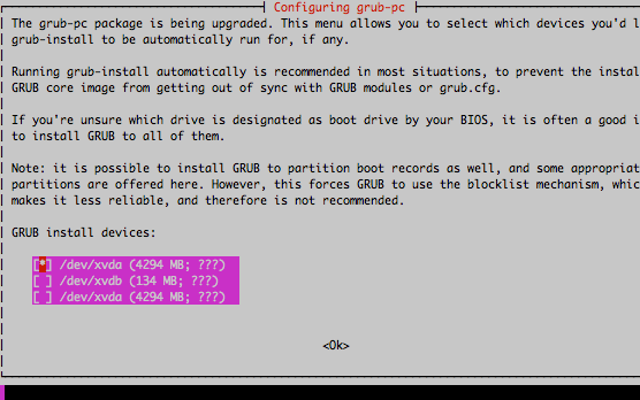 Configuring grub-pc
The grub-pc package is being upgraded. This menu allows you to select which devices you'd
grub-install to be automatically run for, if any.
Running grub-install automatically is recommended in most situations, to prevent the
GRUB core image from getting out of sync with GRUB modules or grub.cfg.
If you're unsure which drive is designated as boot drive by your BIOS, it is often a good
to install GRUB to all of them.
Note: it is possible to install GRUB to partition boot records as well, and some
partitions are offered here. However, this forces GRUB to use the blocklist mechanism,
makes it less reliable, and therefore is not recommended.
GRUB install devices:
[*] /dev/xvda (4294 MB; ???)
[ ] /dev/xvdb (134 MB; ???)
[ ] /dev/xvda (4294 MB; ???)
<Ok>